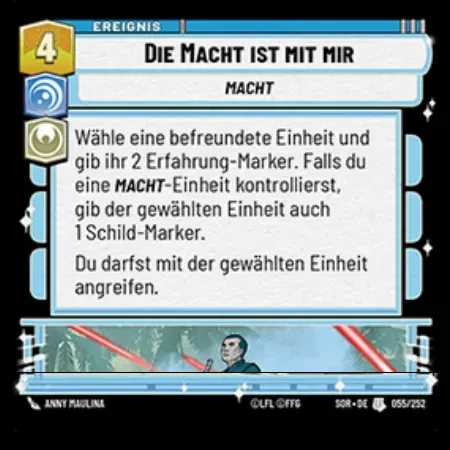 EREIGNIS
4
DIE MACHT IST MIT MIR
MACHT
Wähle eine befreundete Einheit und
gib ihr 2 Erfahrung-Marker. Falls du
eine MACHT-Einheit kontrollierst,
gib der gewählten Einheit auch
1 Schild-Marker.
Du darfst mit der gewählten Einheit
angreifen.
ANNY MAULINA
©LFL ©FFG
SOR • DE
055/252